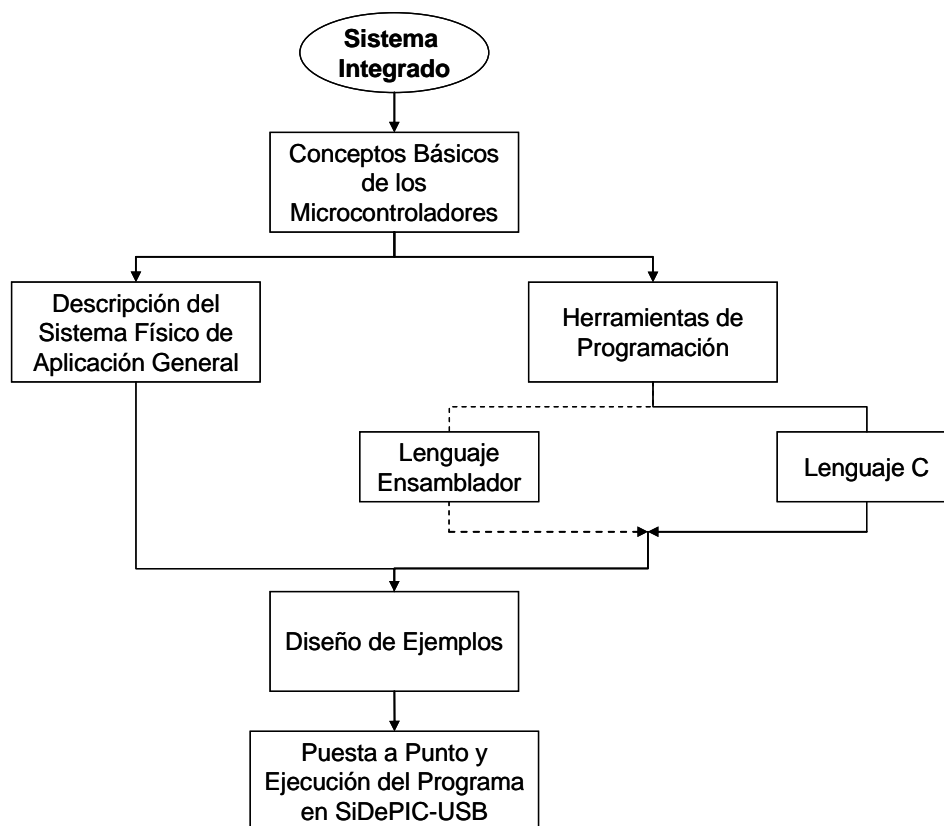 Sistema
Integrado
Conceptos Básicos
de los
Microcontroladores
Descripción del
Sistema Físico de
Aplicación General
Herramientas de
Programación
Lenguaje
Ensamblador
Lenguaje C
Diseño de Ejemplos
Puesta a Punto y
Ejecución del Programa
en SiDePIC-USB